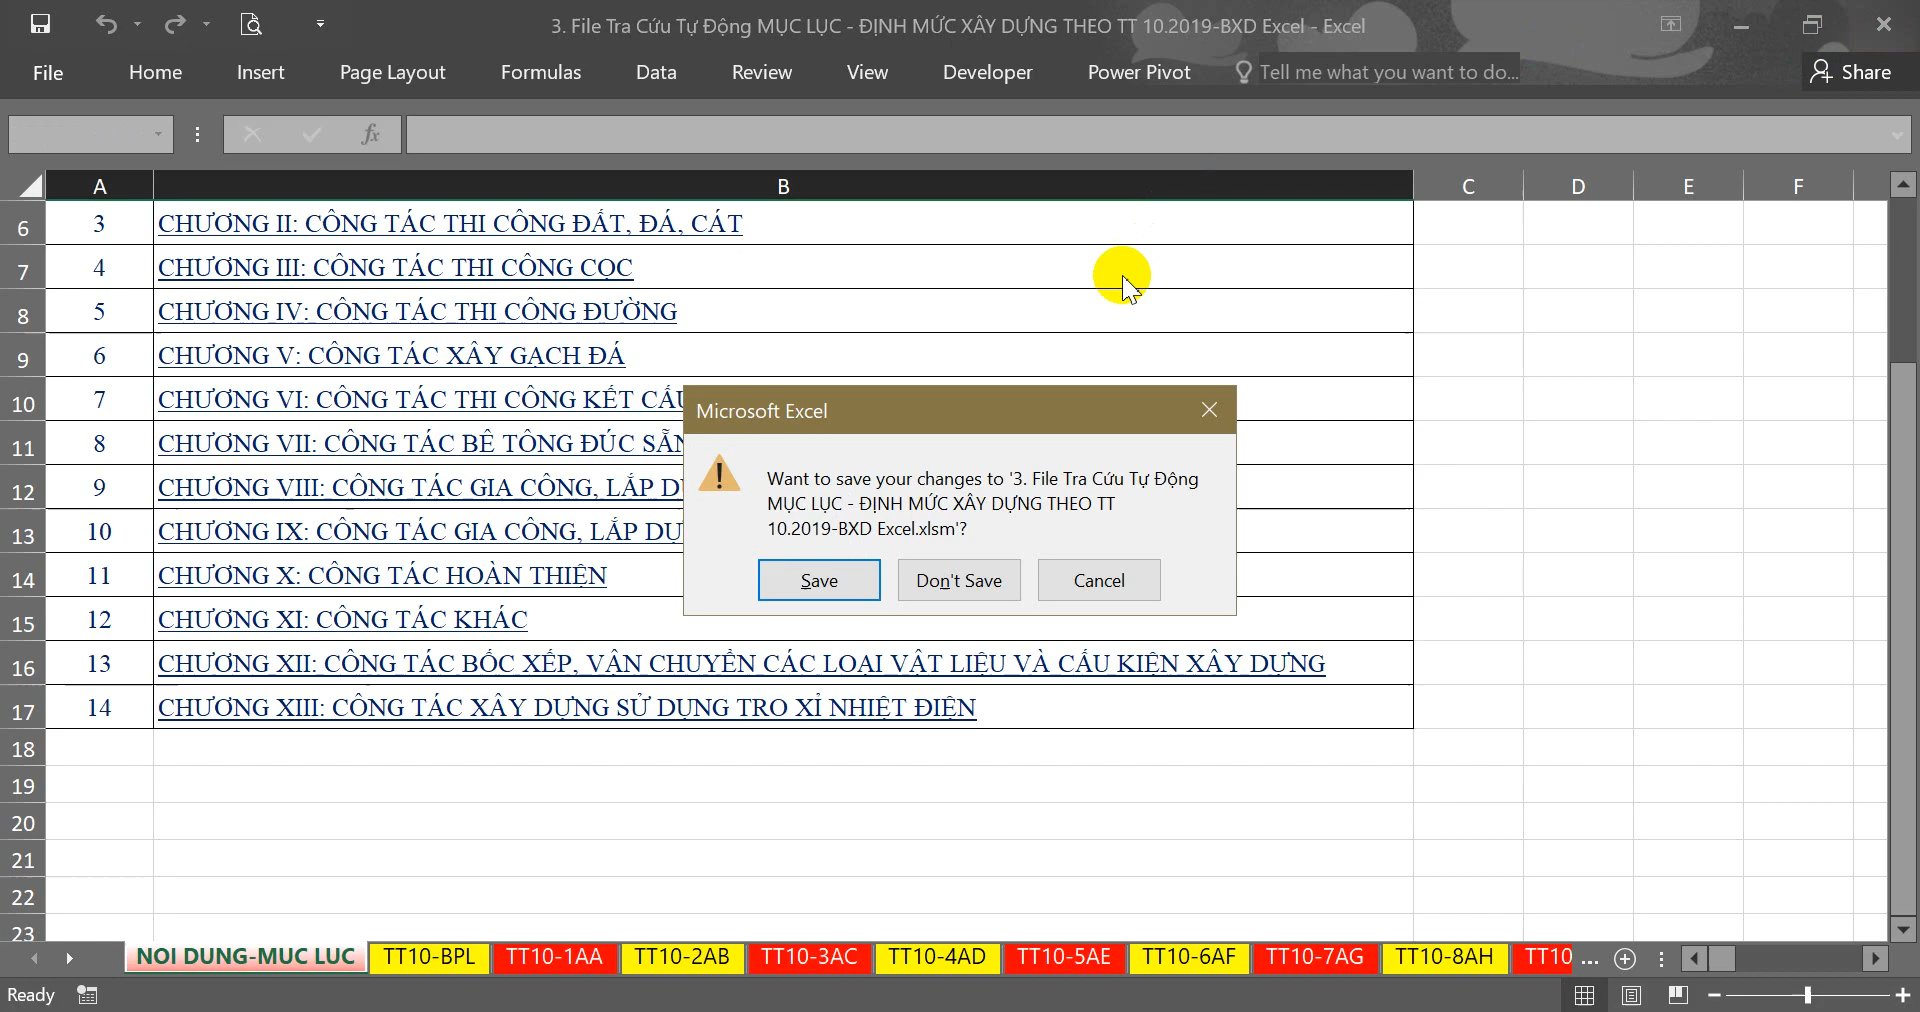 3. File Tra Cứu Tự Động MỤC LỤC - ĐỊNH MỨC XÂY DỰNG THEO TT 10.2019-BXD Excel - Excel
File Home Insert Page Layout Formulas Data Review View Developer Power Pivot Tell me what you want to do... Share
fx
A B C D E F
6 3 CHƯƠNG II: CÔNG TÁC THI CÔNG ĐẤT, ĐÁ, CÁT
7 4 CHƯƠNG III: CÔNG TÁC THI CÔNG CỌC
8 5 CHƯƠNG IV: CÔNG TÁC THI CÔNG ĐƯỜNG
9 6 CHƯƠNG V: CÔNG TÁC XÂY GẠCH ĐÁ
10 7 CHƯƠNG VI: CÔNG TÁC THI CÔNG KẾT CẤU
11 8 CHƯƠNG VII: CÔNG TÁC BÊ TÔNG ĐÚC SẴN
12 9 CHƯƠNG VIII: CÔNG TÁC GIA CÔNG, LẮP
13 10 CHƯƠNG IX: CÔNG TÁC GIA CÔNG, LẮP
14 11 CHƯƠNG X: CÔNG TÁC HOÀN THIỆN
15 12 CHƯƠNG XI: CÔNG TÁC KHÁC
16 13 CHƯƠNG XII: CÔNG TÁC BỐC XẾP, VẬN CHUYỂN CÁC LOẠI VẬT LIỆU VÀ CẤU KIỆN XÂY DỰNG
17 14 CHƯƠNG XIII: CÔNG TÁC XÂY DỰNG SỬ DỤNG TRO XỈ NHIỆT ĐIỆN
18
19
20
21
22
23
Microsoft Excel
Want to save your changes to '3. File Tra Cứu Tự Động
MỤC LỤC - ĐỊNH MỨC XÂY DỰNG THEO TT
10.2019-BXD Excel.xlsm'?
Save Don't Save Cancel
NOI DUNG-MUC LUC TT10-BPL TT10-1AA TT10-2AB TT10-3AC TT10-4AD TT10-5AE TT10-6AF TT10-7AG TT10-8AH TT10 ...
Ready